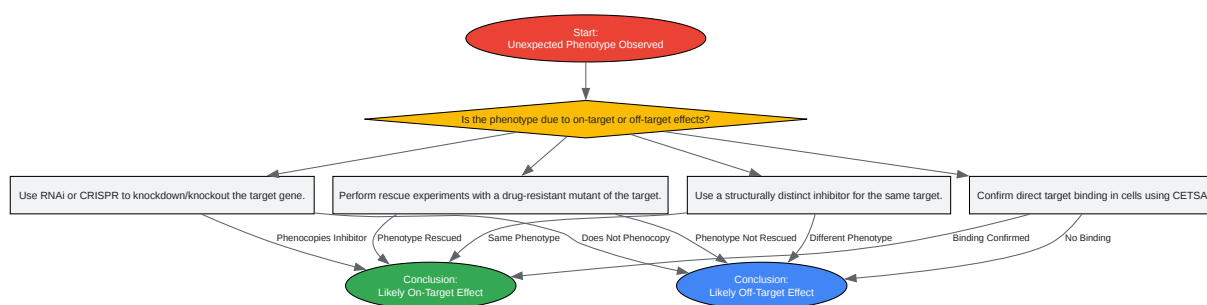 Start:
Unexpected Phenotype Observed
Is the phenotype due to on-target or off-target effects?
Use RNAi or CRISPR to knockdown/knockout the target gene.
Perform rescue experiments with a drug-resistant mutant of the target.
Use a structurally distinct inhibitor for the same target.
Confirm direct target binding in cells using CETSA
Phenocopies Inhibitor
Phenotype Rescued
Same Phenotype
Does Not Phenocopy
Phenotype Not Rescued
Different Phenotype
Binding Confirmed
No Binding
Conclusion:
Likely On-Target Effect
Conclusion:
Likely Off-Target Effect